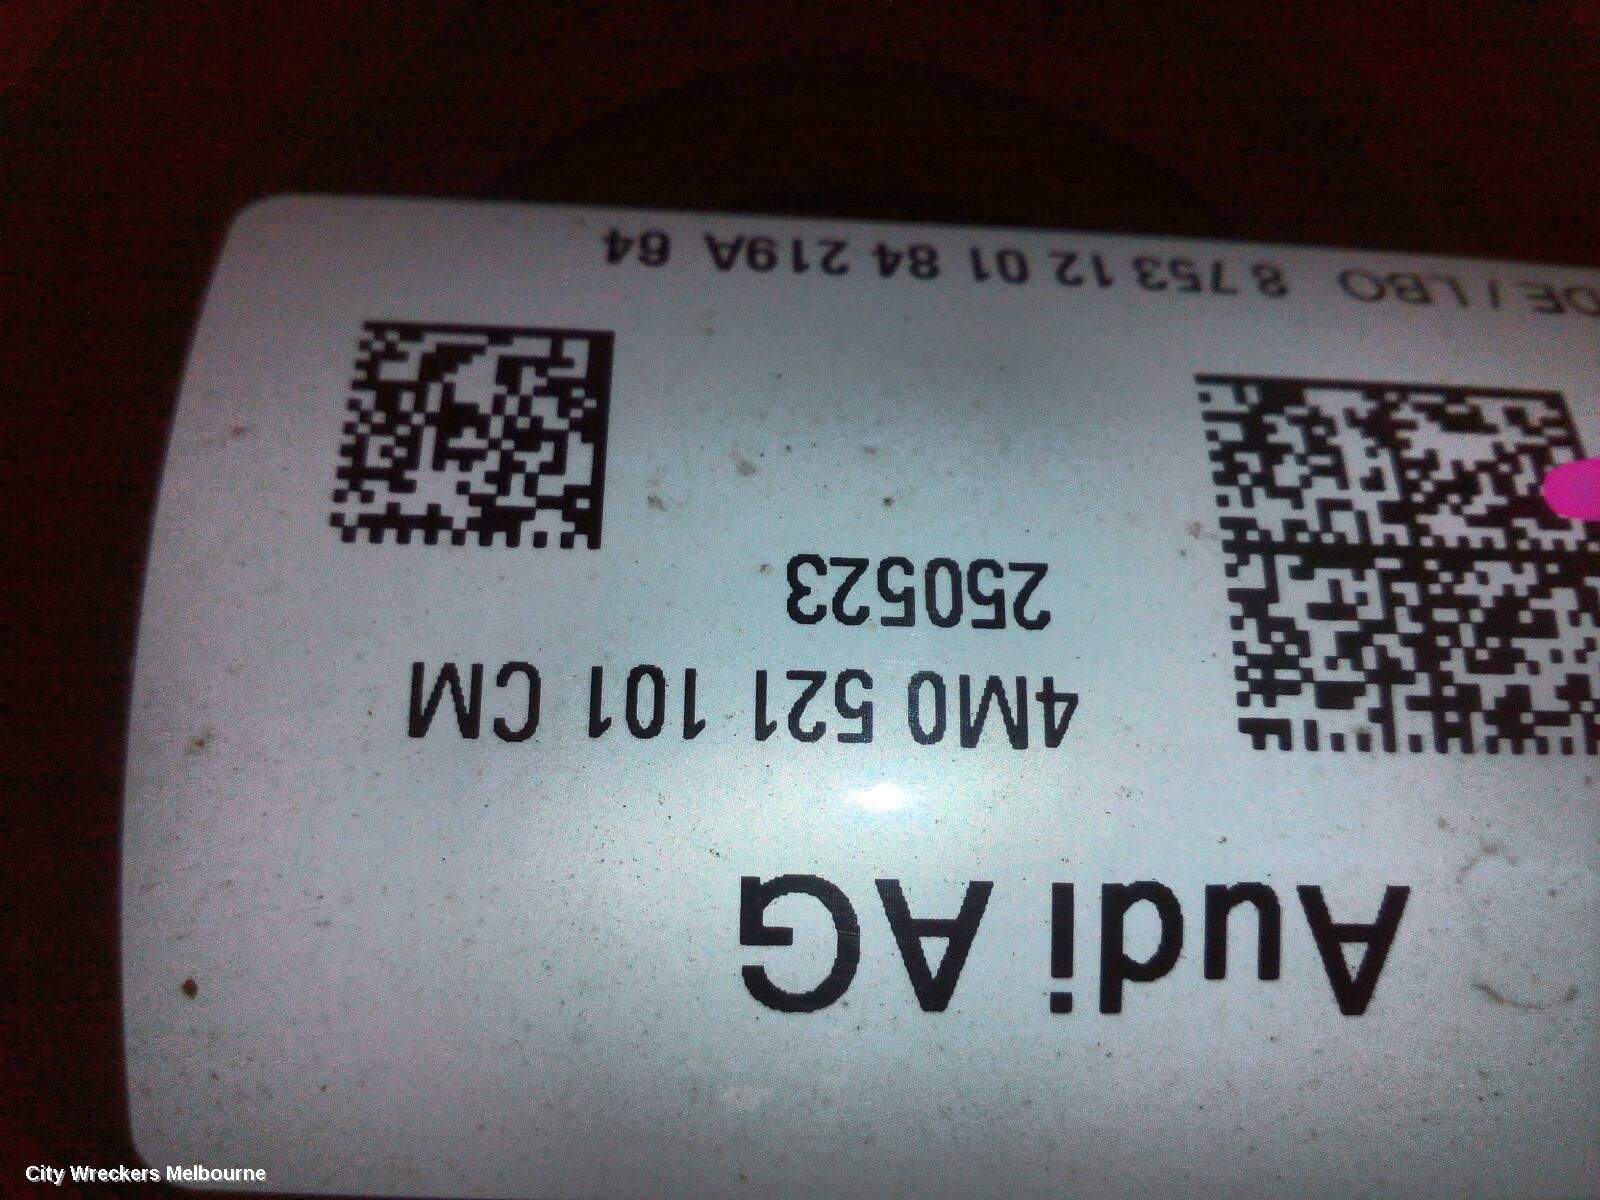 Audi AG
4M0 521 101 CM
250523
DE / LBO 8 753 12 01 84 219A 64
City Wreckers Melbourne